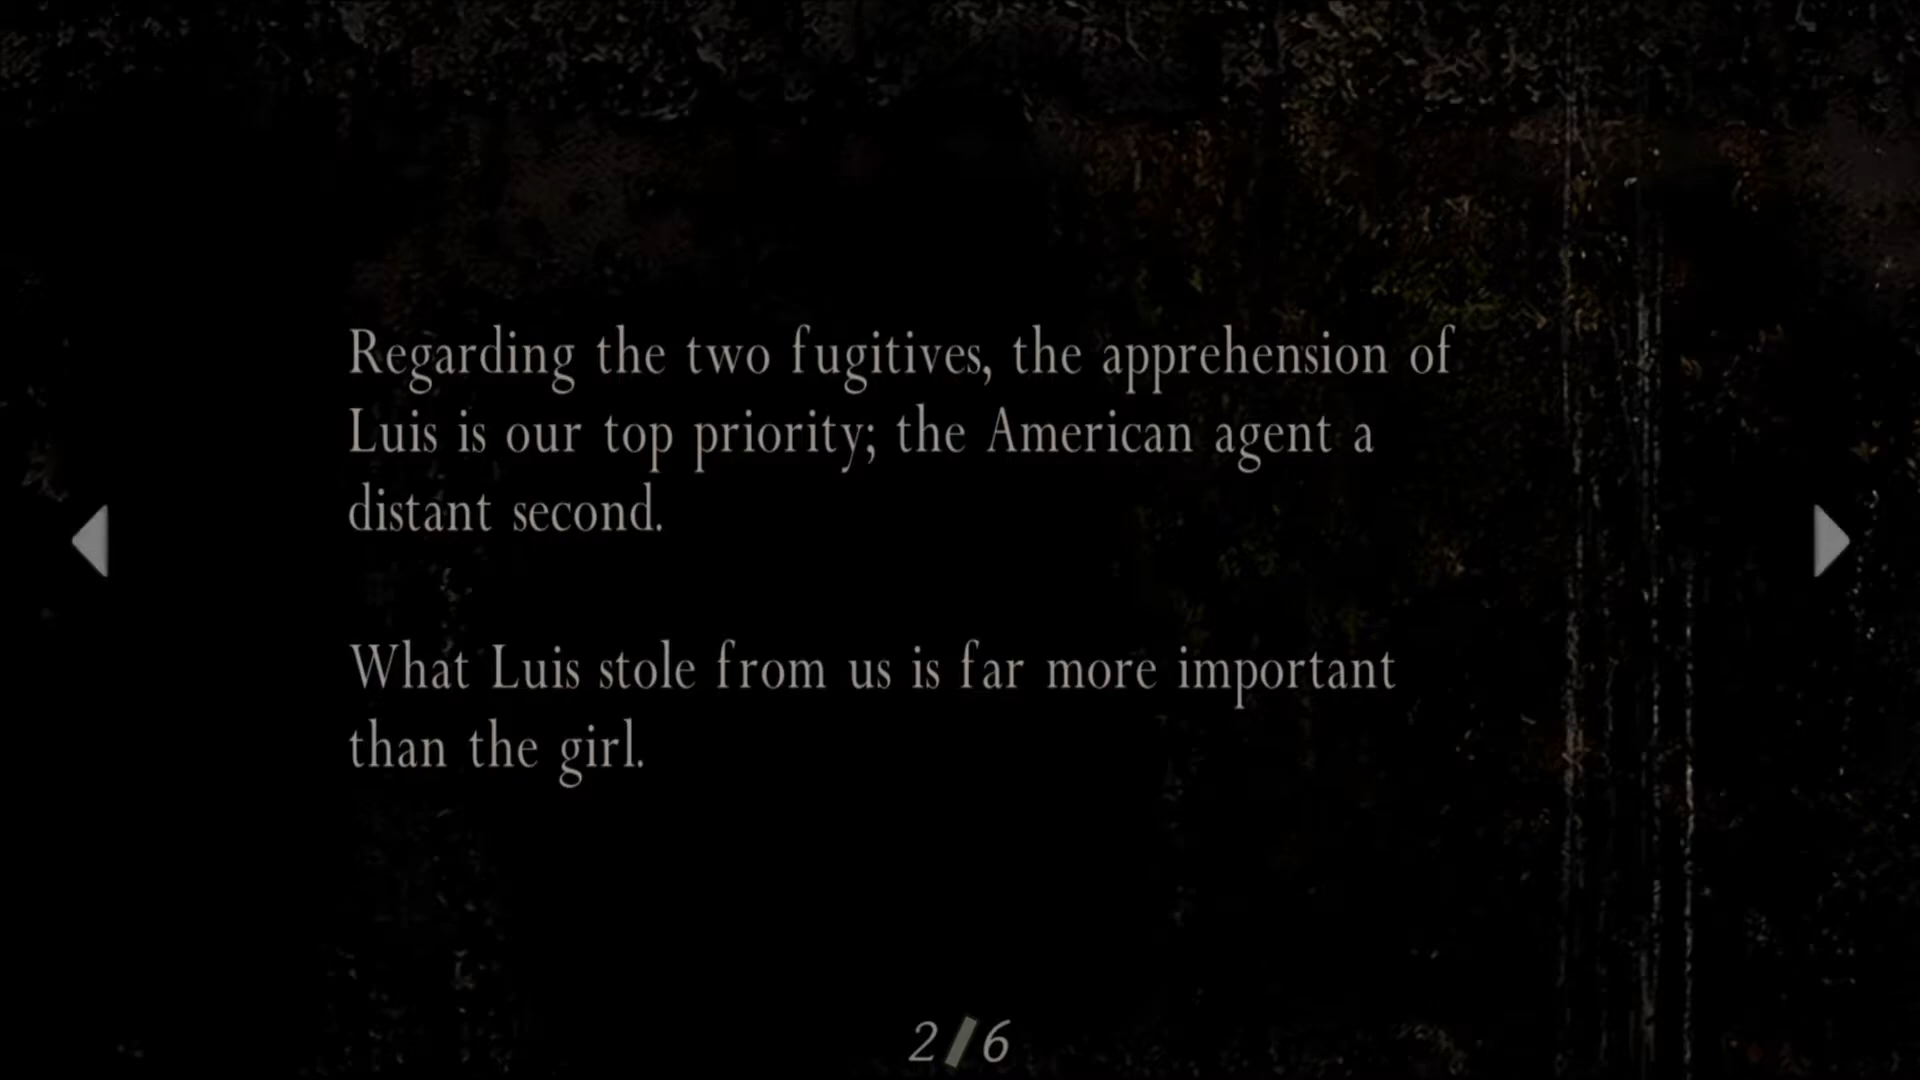 Regarding the two fugitives, the apprehension of
Luis is our top priority; the American agent a
distant second.
What Luis stole from us is far more important
than the girl.
2/6